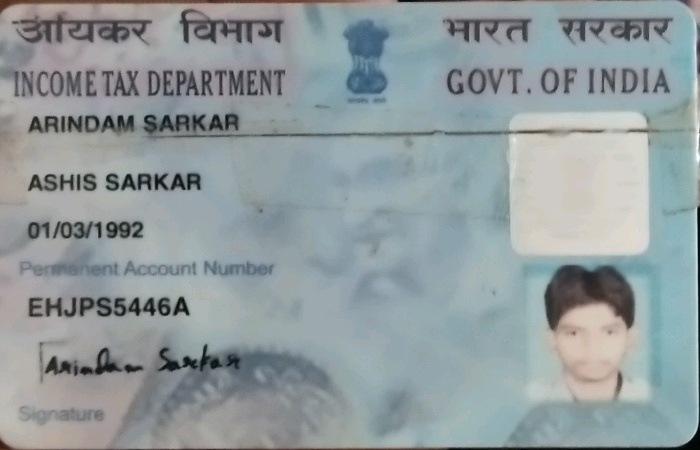 आयकर विभाग
भारत सरकार
INCOME TAX DEPARTMENT
GOVT. OF INDIA
ARINDAM SARKAR
ASHIS SARKAR
01/03/1992
Permanent Account Number
EHJPS5446A
Arindam Sarkar
Signature